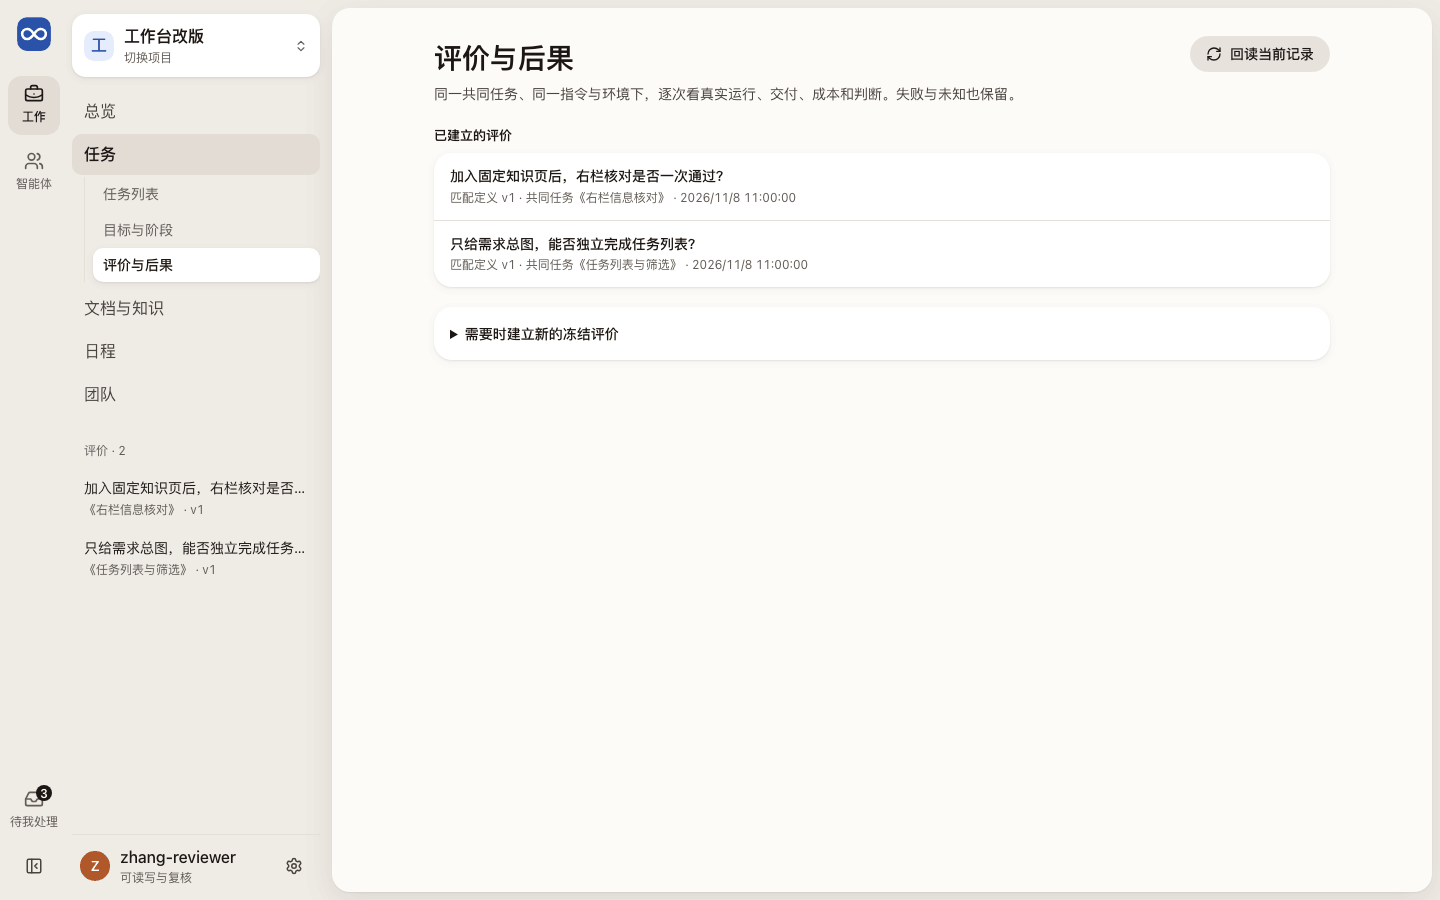 工作
智能体
待我处理
3
工
工作台改版
切换项目
总览
任务
任务列表
目标与阶段
评价与后果
文档与知识
日程
团队
评价 · 2
加入固定知识页后，右栏核对是否...
《右栏信息核对》 · v1
只给需求总图，能否独立完成任务...
《任务列表与筛选》 · v1
Z
zhang-reviewer
可读写与复核
评价与后果
回读当前记录
同一共同任务、同一指令与环境下，逐次看真实运行、交付、成本和判断。失败与未知也保留。
已建立的评价
加入固定知识页后，右栏核对是否一次通过?
匹配定义 v1 · 共同任务《右栏信息核对》 · 2026/11/8 11:00:00
只给需求总图，能否独立完成任务列表?
匹配定义 v1 · 共同任务《任务列表与筛选》 · 2026/11/8 11:00:00
需要时建立新的冻结评价